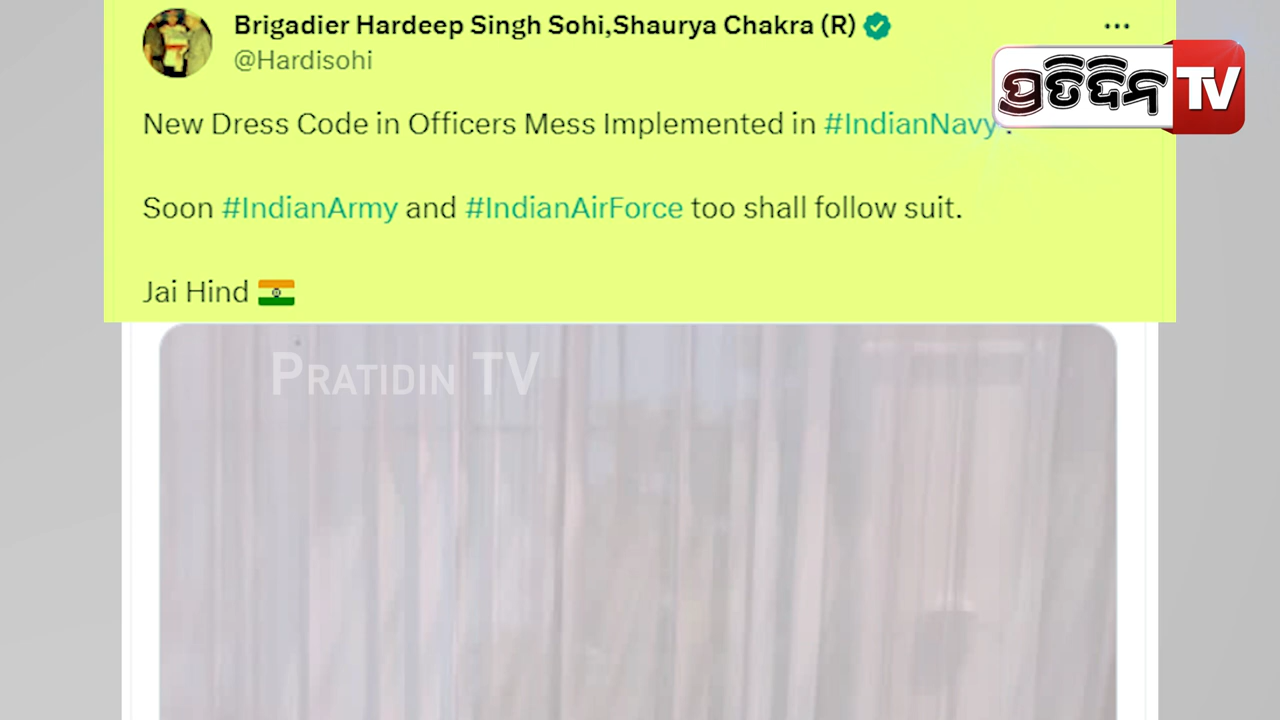 Brigadier Hardeep Singh Sohi,Shaurya Chakra (R)
@Hardisohi
ପ୍ରତିଦିନ TV
New Dress Code in Officers Mess Implemented in #IndianNavy .
Soon #IndianArmy and #IndianAirForce too shall follow suit.
Jai Hind 🇮🇳
PRATIDIN TV